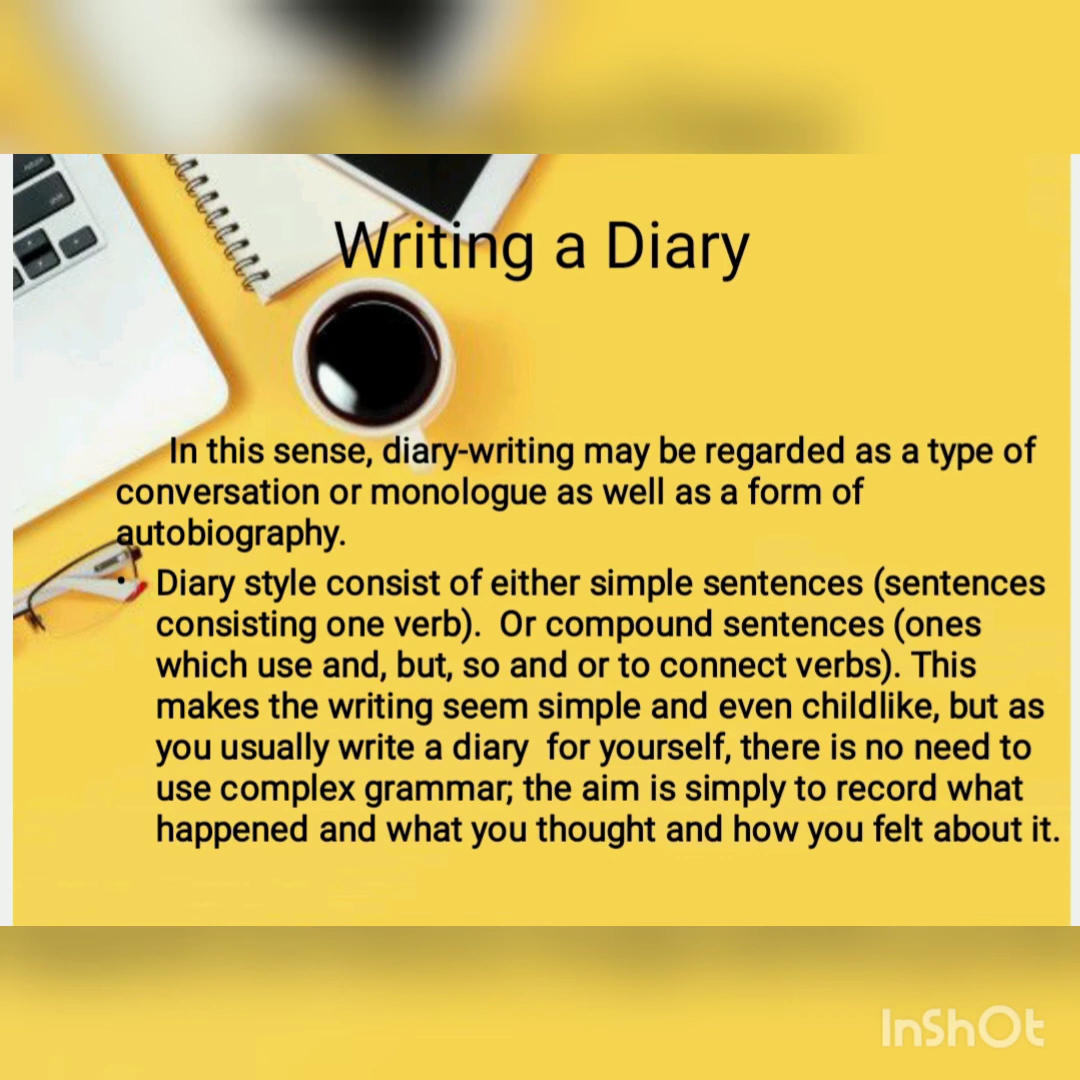 Writing a Diary
In this sense, diary-writing may be regarded as a type of
conversation or monologue as well as a form of
autobiography.
• Diary style consist of either simple sentences (sentences
consisting one verb).  Or compound sentences (ones
which use and, but, so and or to connect verbs). This
makes the writing seem simple and even childlike, but as
you usually write a diary  for yourself, there is no need to
use complex grammar; the aim is simply to record what
happened and what you thought and how you felt about it.
InShOt